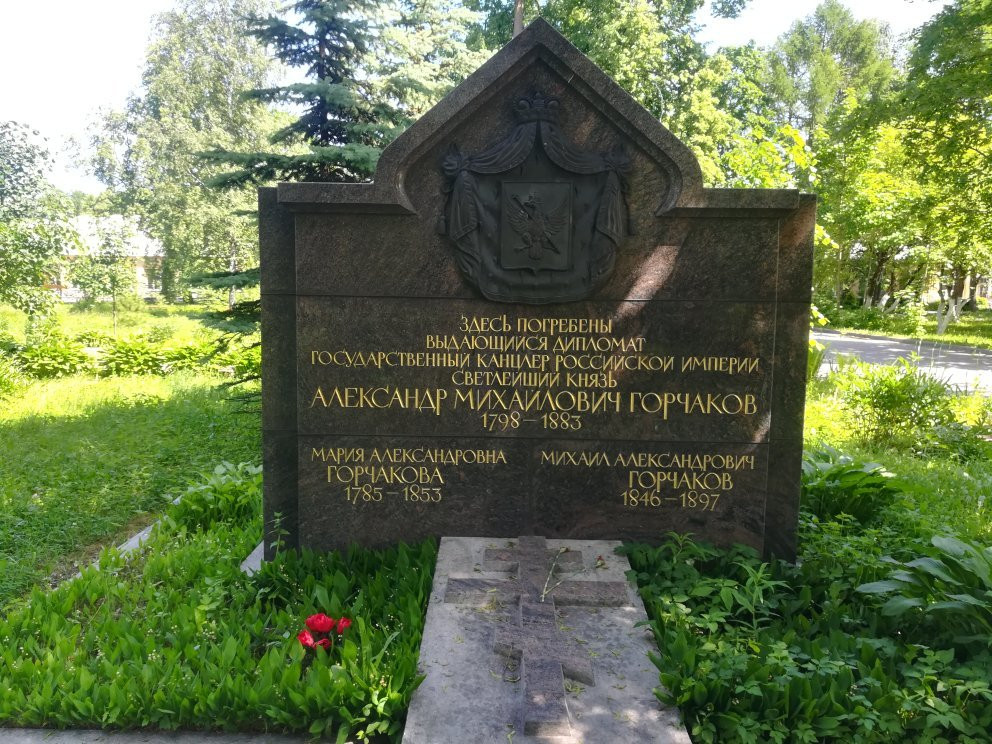 ЗДЕСЬ ПОГРЕБЕНЫ
ВЫДАЮЩИЙСЯ ДИПЛОМАТ
ГОСУДАРСТВЕННЫЙ КАНЦЛЕР РОССИЙСКОЙ ИМПЕРИИ
СВЕТЛЕЙШИЙ КНЯЗЬ
АЛЕКСАНДР МИХАЙЛОВИЧ ГОРЧАКОВ
1798–1883
МАРИЯ АЛЕКСАНДРОВНА
ГОРЧАКОВА
1785–1853
МИХАИЛ АЛЕКСАНДРОВИЧ
ГОРЧАКОВ
1846–1897